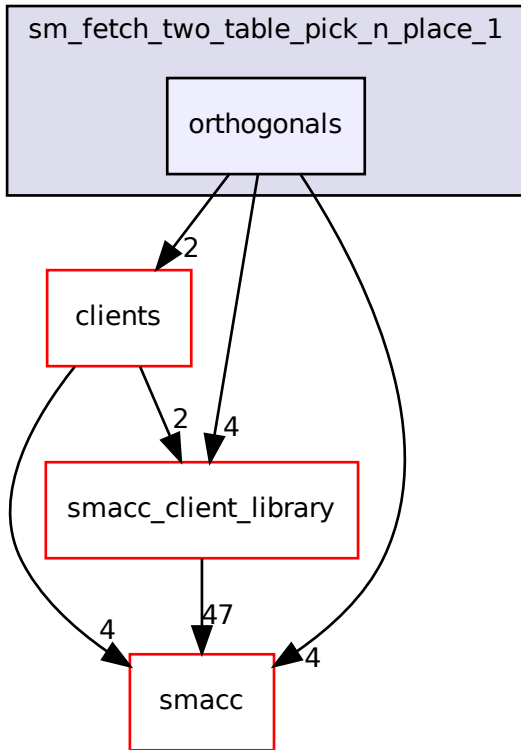 sm_fetch_two_table_pick_n_place_1
orthogonals
2
clients
2
4
smacc_client_library
47
4
4
smacc